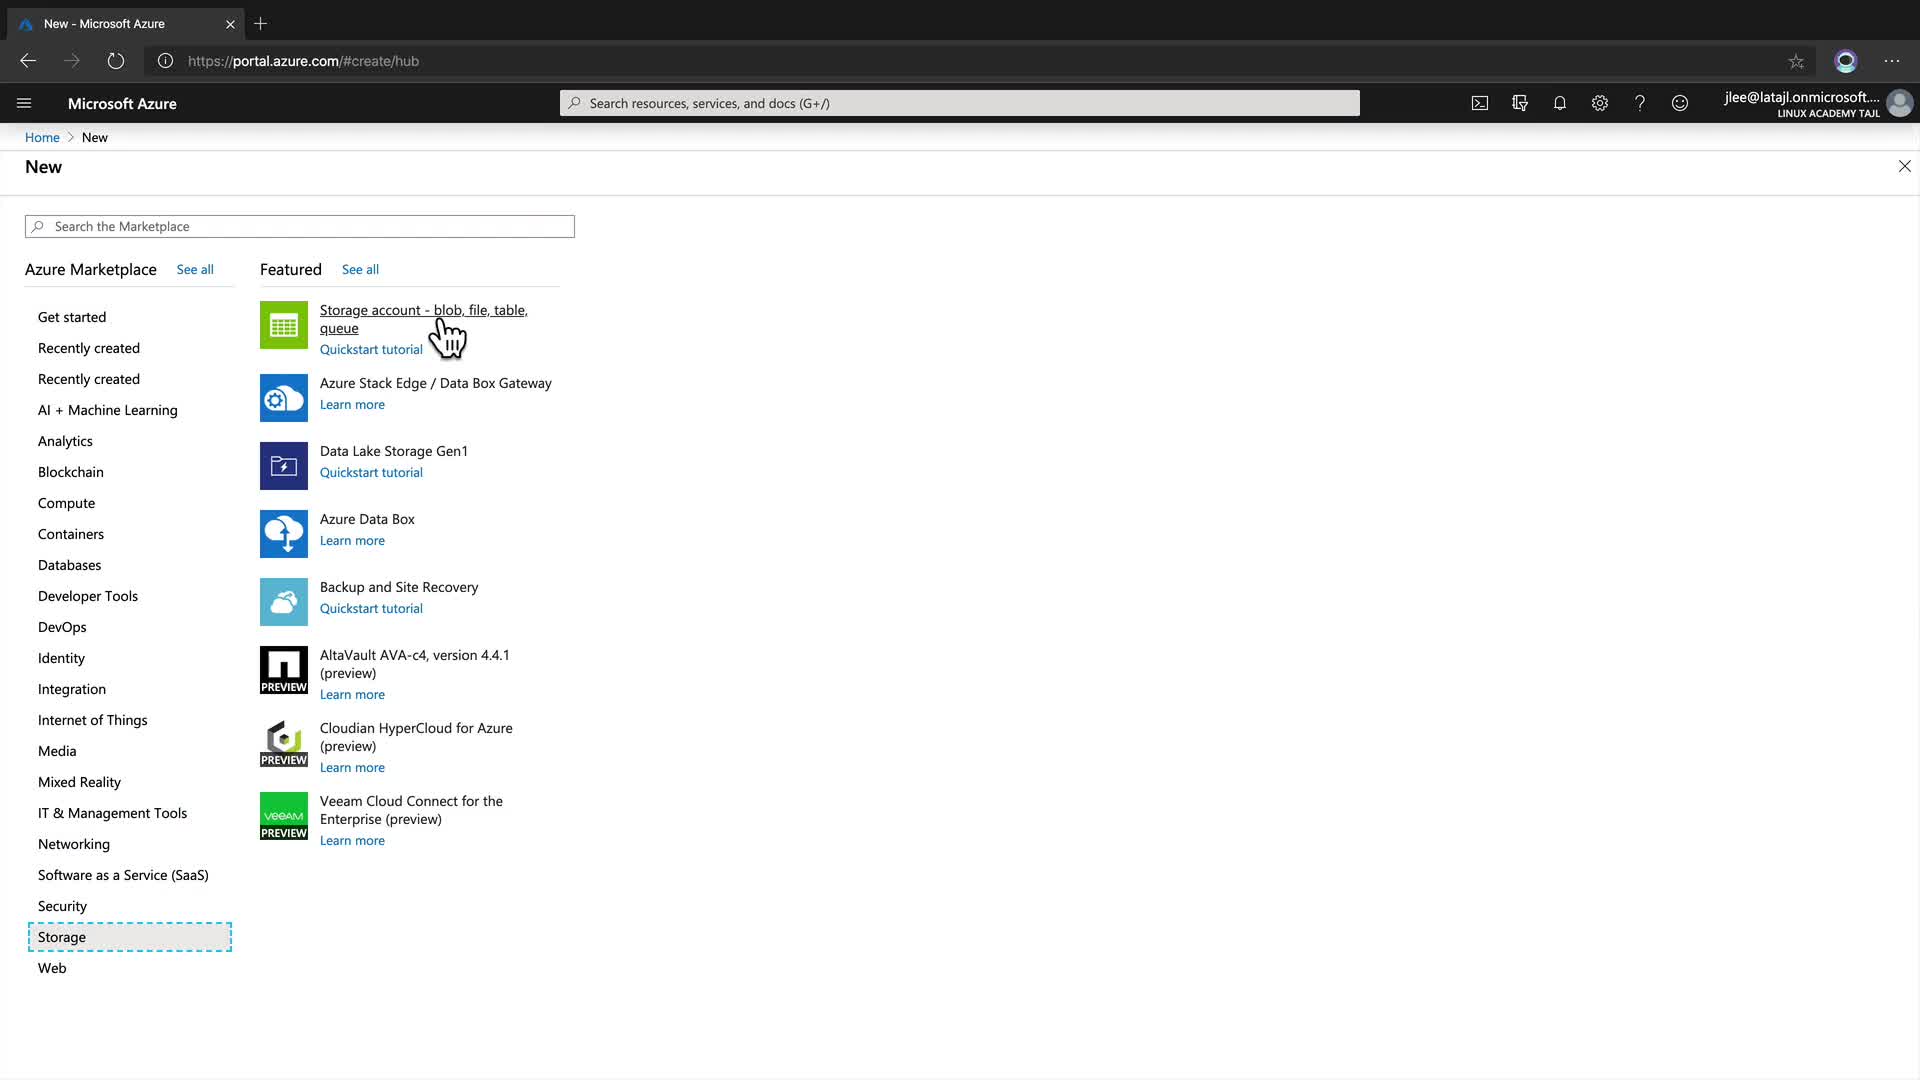 New - Microsoft Azure
https://portal.azure.com/#create/hub
Microsoft Azure
Search resources, services, and docs (G+/)
jlee@latajl.onmicrosoft....
LINUX ACADEMY TAJL
Home > New
New
Search the Marketplace
Azure Marketplace See all
Get started
Recently created
Recently created
AI + Machine Learning
Analytics
Blockchain
Compute
Containers
Databases
Developer Tools
DevOps
Identity
Integration
Internet of Things
Media
Mixed Reality
IT & Management Tools
Networking
Software as a Service (SaaS)
Security
Storage
Web
Featured See all
Storage account - blob, file, table,
queue
Quickstart tutorial
Azure Stack Edge / Data Box Gateway
Learn more
Data Lake Storage Gen1
Quickstart tutorial
Azure Data Box
Learn more
Backup and Site Recovery
Quickstart tutorial
PREVIEW
AltaVault AVA-c4, version 4.4.1
(preview)
Learn more
PREVIEW
Cloudian HyperCloud for Azure
(preview)
Learn more
veeAM
PREVIEW
Veeam Cloud Connect for the
Enterprise (preview)
Learn more